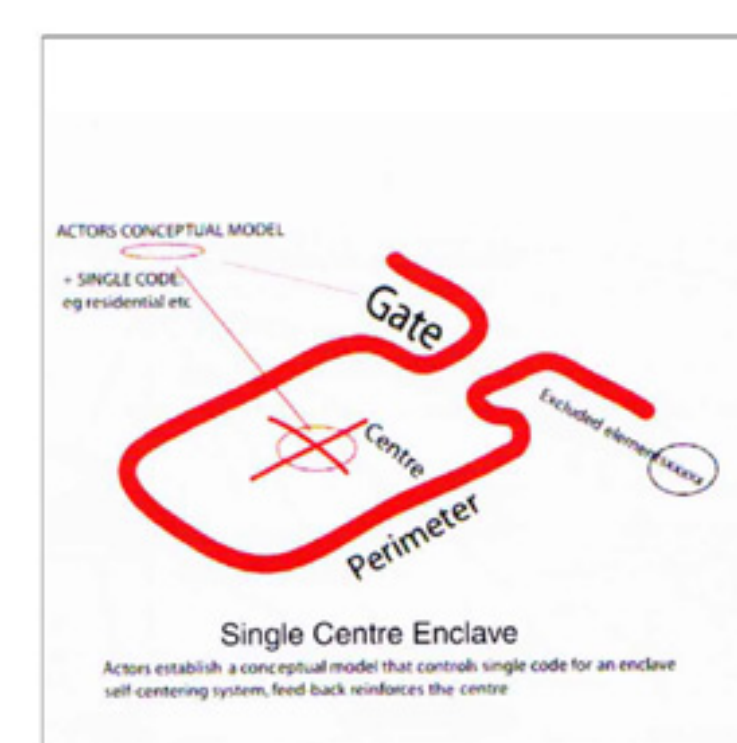 ACTORS CONCEPTUAL MODEL
+ SINGLE CODE:
eg residential etc
Gate
Centre
Excluded elements xxxxx
Perimeter
Single Centre Enclave
Actors establish a conceptual model that controls single code for an enclave
self-centering system, feed-back reinforces the centre